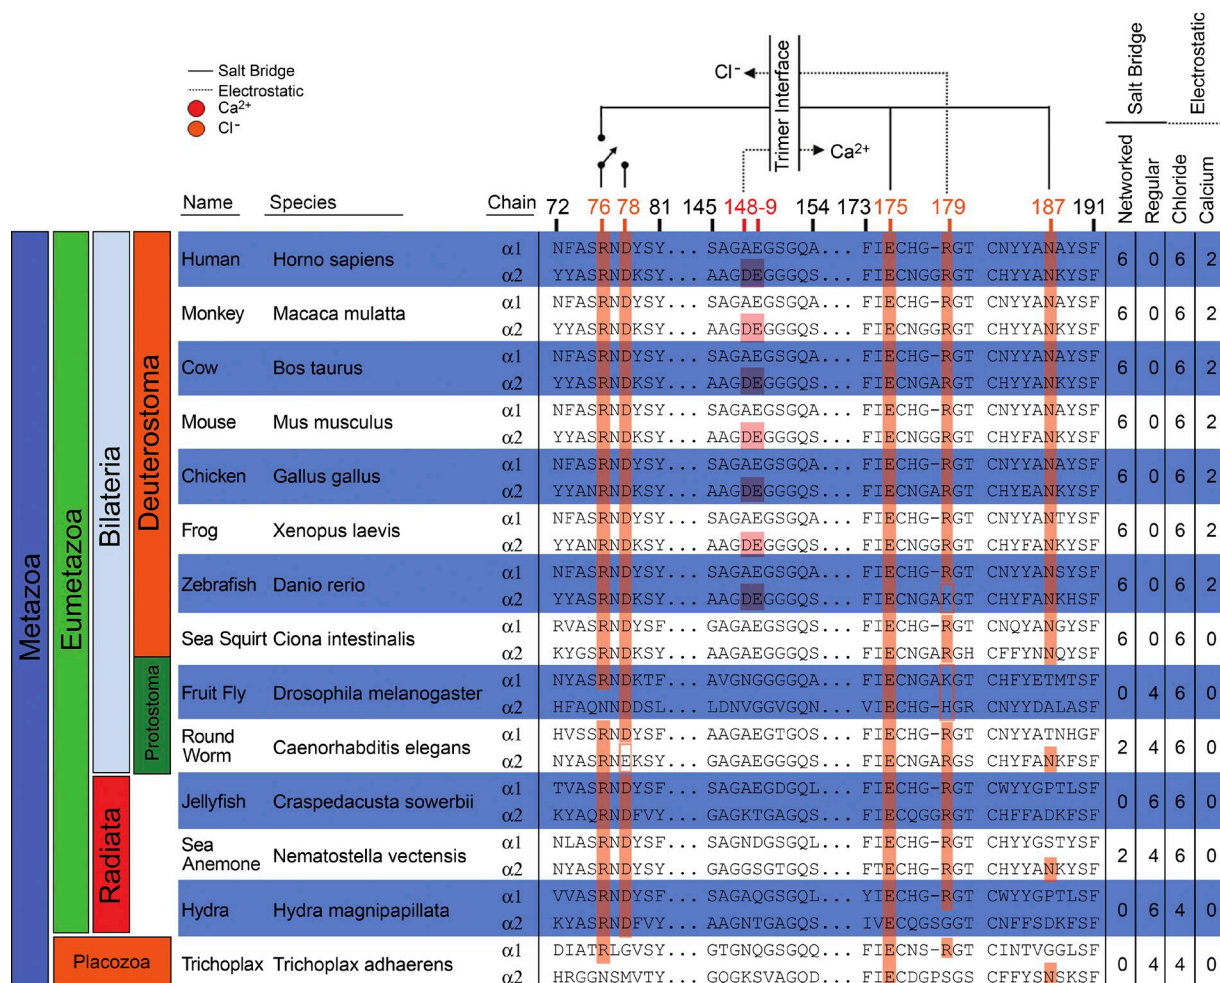 Salt Bridge
Electrostatic
Ca²⁺
Cl⁻
Cl⁻
Trimer Interface
Ca²⁺
Salt Bridge
Electrostatic
Networked
Regular
Chloride
Calcium
Name Species Chain 72 76 78 81 145 148-9 154 173 175 179 187 191
Metazoa
Eumetazoa
Bilateria
Deuterostoma
Protostoma
Radiata
Placozoa
Human Horno sapiens 6 0 6 2
α1 NFASRNDYSY... SAGAEGSGQA... FIECHG-RGT CNYYANAYSF
α2 YYASRNDKSY... AAGDEGGGQS... FIECNGGRGT CHYYANKYSF
Monkey Macaca mulatta 6 0 6 2
α1 NFASRNDYSY... SAGAEGSGQA... FIECHG-RGT CNYYANAYSF
α2 YYASRNDKSY... AAGDEGGGQS... FIECNGGRGT CHYYANKYSF
Cow Bos taurus 6 0 6 2
α1 NFASRNDYSY... SAGAEGSGQA... FIECHG-RGT CNYYANAYSF
α2 YYASRNDKSY... AAGDEGGGQS... FIECNGARGT CHYYANKYSF
Mouse Mus musculus 6 0 6 2
α1 NFASRNDYSY... SAGAEGSGQA... FIECHG-RGT CNYYANAYSF
α2 YYASRNDKSY... AAGDEGGGQS... FIECNGGRGT CHYFANKYSF
Chicken Gallus gallus 6 0 6 2
α1 NFASRNDYSY... SAGAEGSGQA... FIECHG-RGT CNYYANAYSF
α2 YYANRNDKSY... AAGDEGGGQS... FIECNGARGT CHYEANKYSF
Frog Xenopus laevis 6 0 6 2
α1 NFASRNDYSY... SAGAEGSGQA... FIECHG-RGT CNYYANTYSF
α2 YYANRNDKSY... AAGDEGGGQS... FIECNGGRGT CHYFANKYSF
Zebrafish Danio rerio 6 0 6 2
α1 NFASRNDYSY... SAGAEGSGQA... FIECHG-RGT CNYYANSYSF
α2 YYASRNDKSY... AAGDEGGGQS... FIECNGAKGT CHYFANKHSF
Sea Squirt Ciona intestinalis 6 0 6 0
α1 RVASRNDYSF... GAGAEGSGQS... FIECHG-RGT CNQYANGYSF
α2 KYGSRNDKSY... AAGAEGSGQS... FIECNGARGH CFFYNNQYSF
Fruit Fly Drosophila melanogaster 0 4 6 0
α1 NYASRNDKTF... AVGNGGGGQA... FIECNGAKGT CHFYETMTSF
α2 HFAQNNDDSL... LDNVGGVGQN... VIECHG-HGR CNYYDALASF
Round Worm Caenorhabditis elegans 2 4 6 0
α1 HVSSRNDYSF... AAGAEGTGOS... FIECHG-RGT CNYYATNHGF
α2 NYASRNEKSY... GAGAEGAGQS... FIECNGARGS CHYFANKFSF
Jellyfish Craspedacusta sowerbii 0 6 6 0
α1 TVASRNDYSF... SAGAEGDGQL... FIECHG-RGT CWYYGPTLSF
α2 KYAQRNDFVY... GAGKTGAGQS... FIECQGGRGT CHFFADKFSF
Sea Anemone Nematostella vectensis 2 4 6 0
α1 NLASRNDYSF... SAGNDGSGQL... FIECHG-RGT CHYYGSTYSF
α2 NYASRNDYSY... GAGGSGTGQS... FTECHG-RGT CHYYANKYSF
Hydra Hydra magnipapillata 0 6 4 0
α1 VVASRNDYSF... SAGAQGSGQL... YIECHG-RGT CWYYGPTLSF
α2 KYASRNDFVY... AAGNTGAGQS... IVECQGSGGT CNFFSDKFSF
Trichoplax Trichoplax adhaerens 0 4 4 0
α1 DIATRLGVSY... GTGNQGSGQQ... FIECNS-RGT CINTVGGLSF
α2 HRGGNSMVTY... GOGKSVAGQD... FIECDGPSGS CFFYSNSKSF